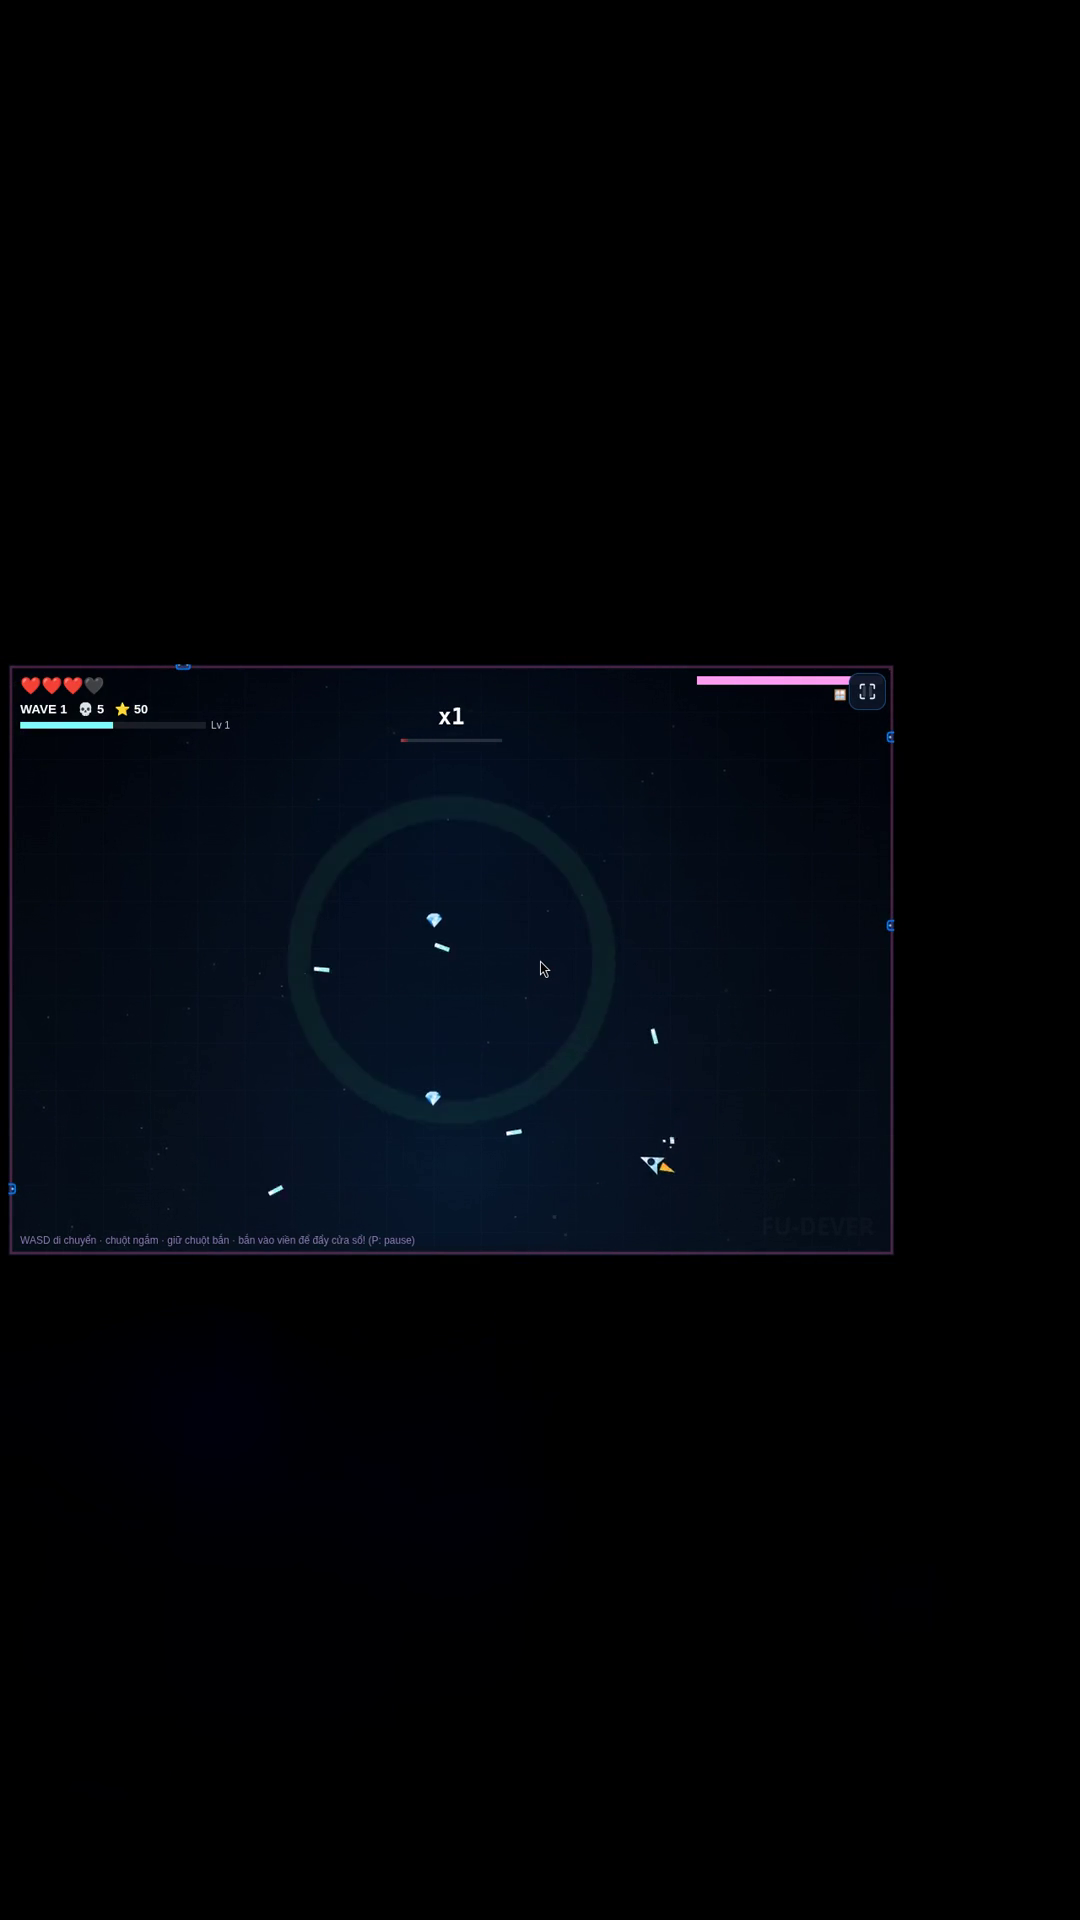 WAVE 1 💀 5 ⭐ 50
Lv 1
x1
FU-DEVER
WASD di chuyển · chuột ngắm · giữ chuột bắn · bắn vào viền để đẩy cửa sổ! (P: pause)